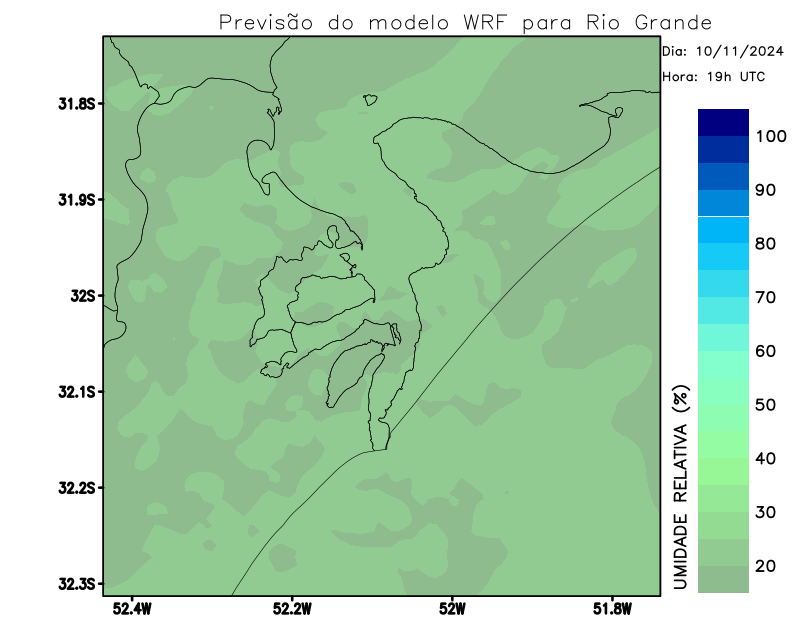 Previsão do modelo WRF para Rio Grande
Dia: 10/11/2024
Hora: 19h UTC
31.8S
31.9S
32S
32.1S
32.2S
32.3S
52.4W
52.2W
52W
51.8W
100
90
80
70
60
50
40
30
20
UMIDADE RELATIVA (%)